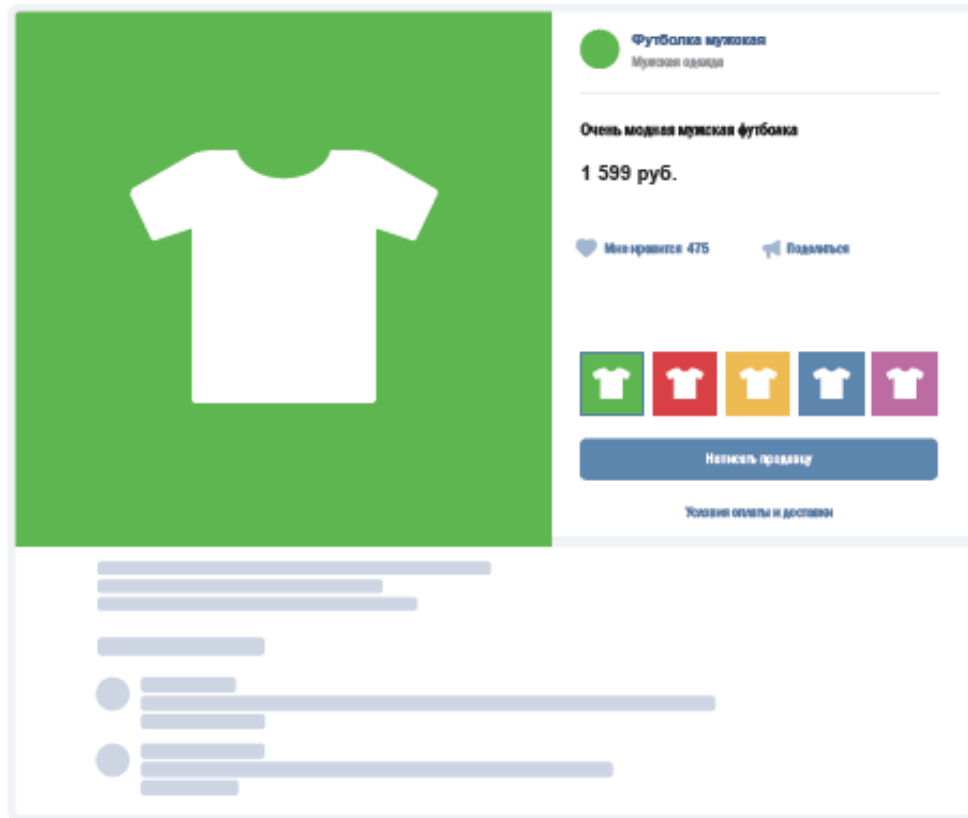 Футболка мужская
Мужская одежда
Очень модная мужская футболка
1 599 руб.
Мне нравится 475
Поделиться
Написать продавцу
Условия оплаты и доставки